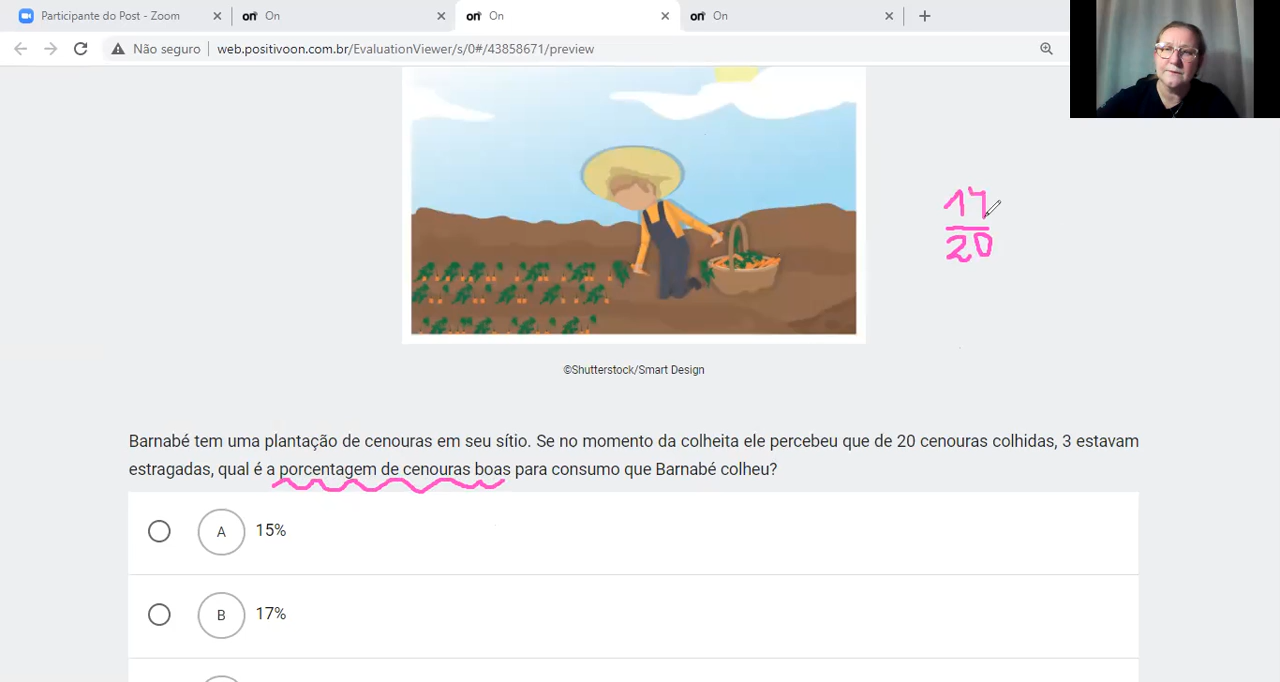 Participante do Post - Zoom
on On
on On
on On
Não seguro web.positivoon.com.br/EvaluationViewer/s/0#/43858671/preview
17
20
©Shutterstock/Smart Design
Barnabé tem uma plantação de cenouras em seu sítio. Se no momento da colheita ele percebeu que de 20 cenouras colhidas, 3 estavam
estragadas, qual é a porcentagem de cenouras boas para consumo que Barnabé colheu?
A 15%
B 17%